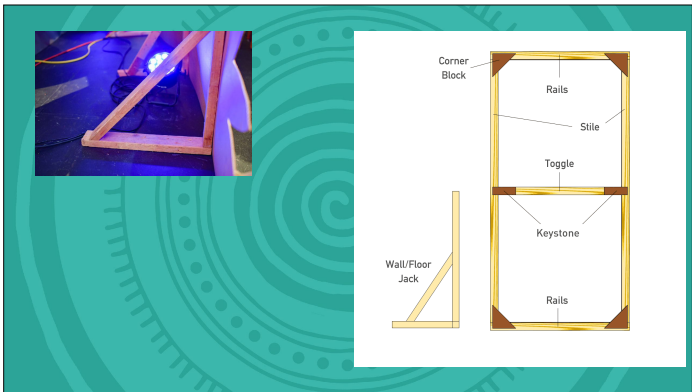 Corner
Block
Rails
Stile
Toggle
Keystone
Wall/Floor
Jack
Rails